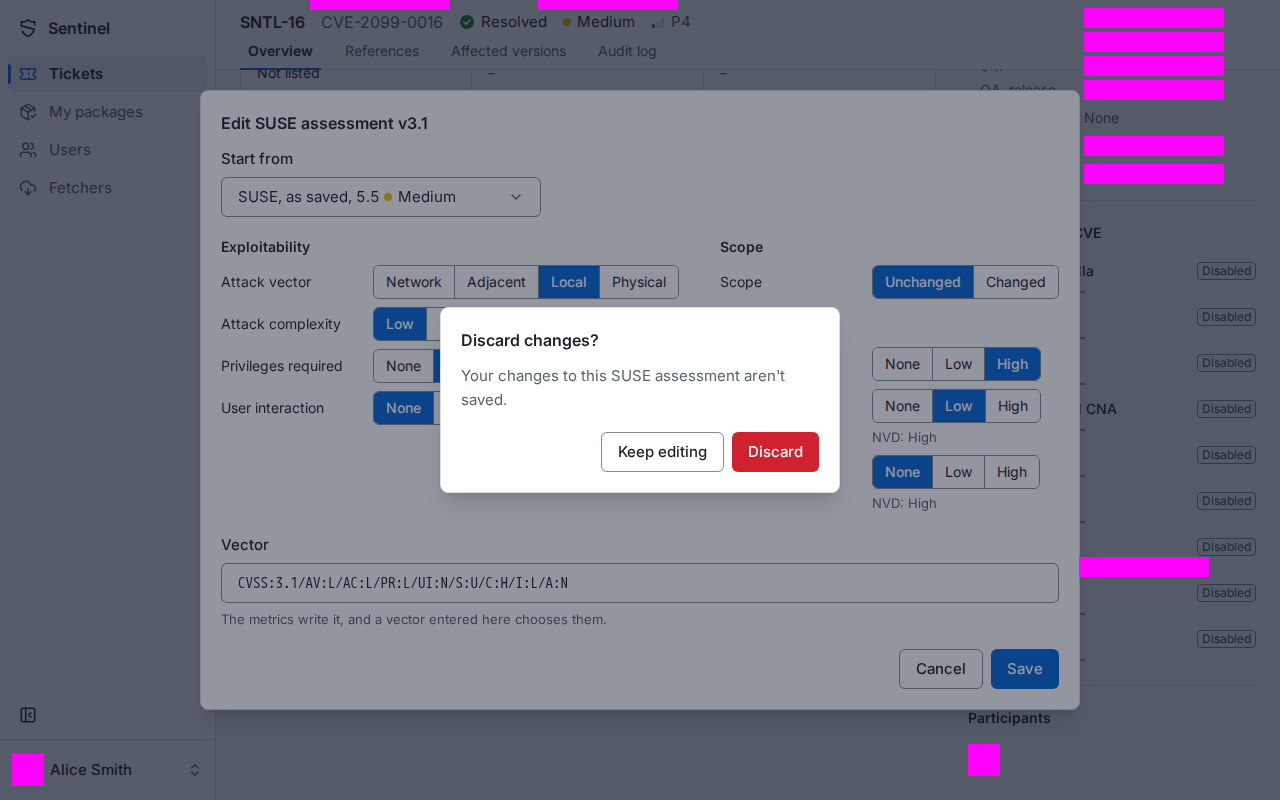 Sentinel
Tickets
My packages
Users
Fetchers
Alice Smith
SNTL-16 CVE-2099-0016 Resolved Medium P4
Overview References Affected versions Audit log
Not listed – –
None
Edit SUSE assessment v3.1
Start from
SUSE, as saved, 5.5 Medium
Exploitability
Scope
Attack vector Network Adjacent Local Physical
Scope Unchanged Changed
Attack complexity Low
Privileges required None
None Low High
User interaction None
None Low High
NVD: High
None Low High
NVD: High
Discard changes?
Your changes to this SUSE assessment aren't
saved.
Keep editing Discard
Vector
CVSS:3.1/AV:L/AC:L/PR:L/UI:N/S:U/C:H/I:L/A:N
The metrics write it, and a vector entered here chooses them.
Cancel Save
Disabled
Disabled
Disabled
CNA Disabled
Disabled
Disabled
Disabled
Disabled
Disabled
Participants